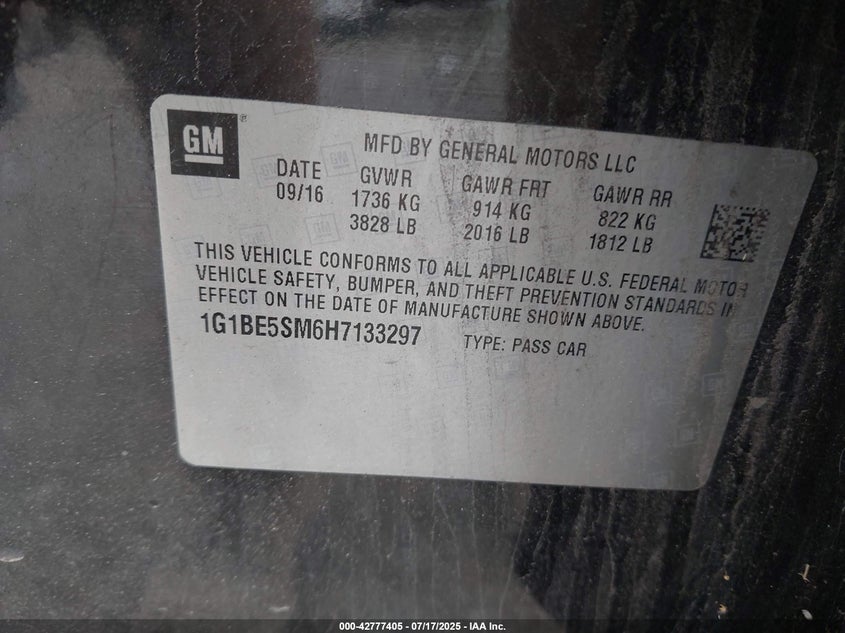 GM®
MFD BY GENERAL MOTORS LLC
DATE GVWR GAWR FRT GAWR RR
09/16 1736 KG 914 KG 822 KG
3828 LB 2016 LB 1812 LB
THIS VEHICLE CONFORMS TO ALL APPLICABLE U.S. FEDERAL MOTOR
VEHICLE SAFETY, BUMPER, AND THEFT PREVENTION STANDARDS IN
EFFECT ON THE DATE OF MANUFACTURE SHOWN ABOVE.
1G1BE5SM6H7133297 TYPE: PASS CAR
000-42777405 - 07/17/2025 - IAA Inc.